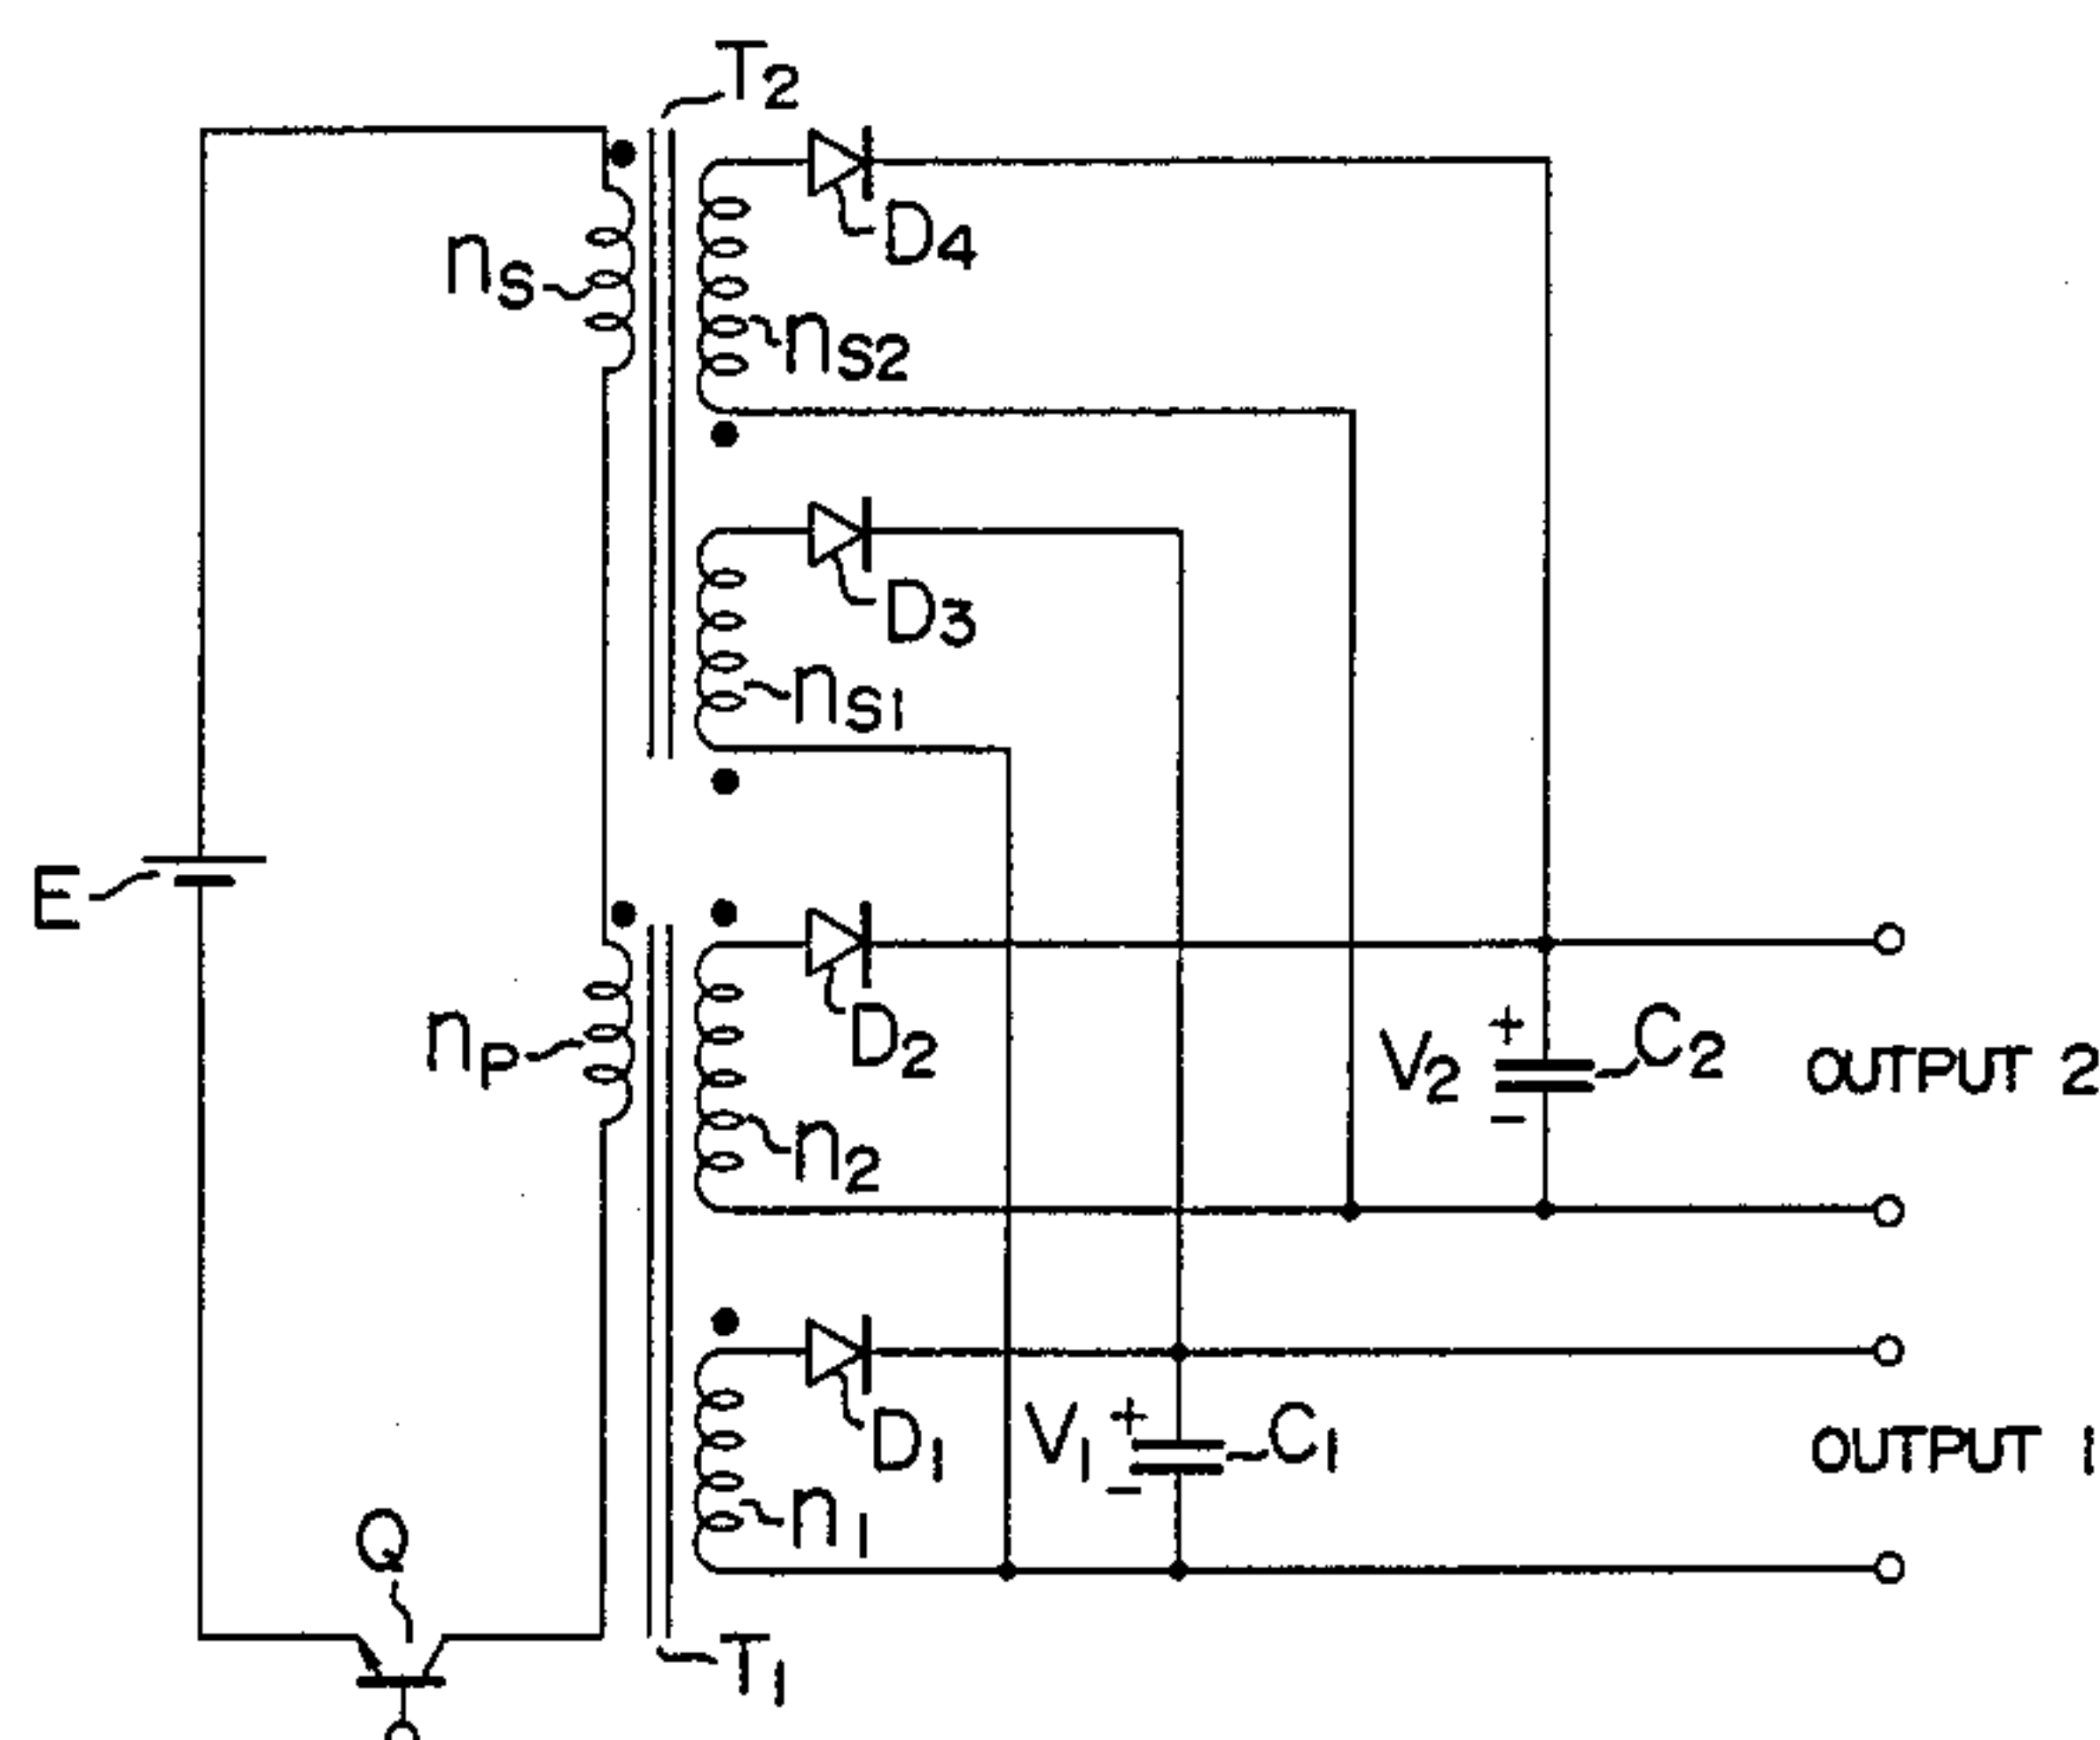 T2
D4
nS
nS2
D3
nS1
E
nP
D2
n2
V2
+
-
C2
OUTPUT 2
D1
n1
V1
+
-
C1
OUTPUT 1
Q
T1